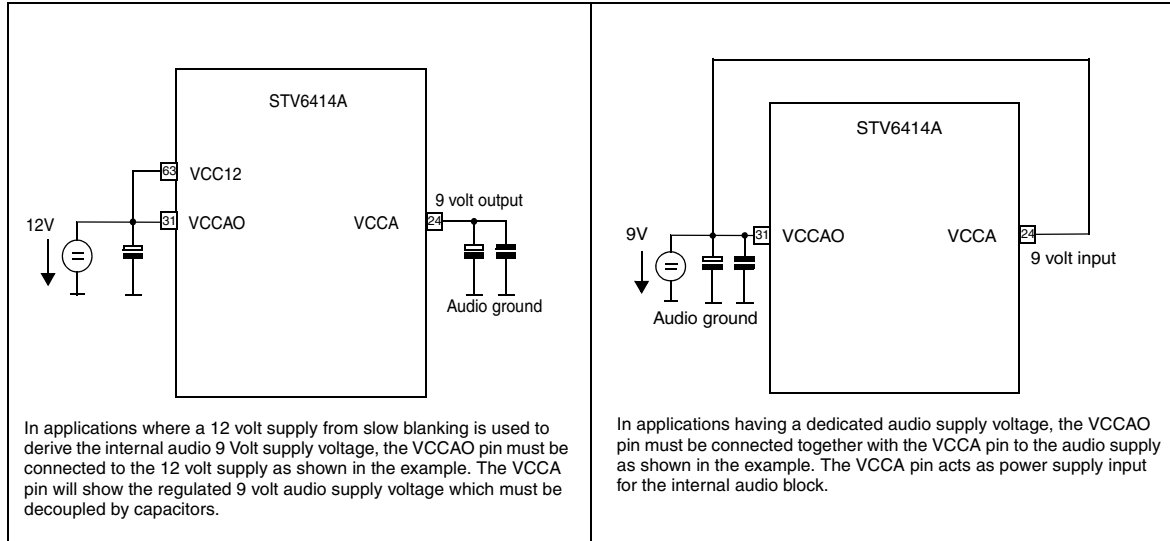 STV6414A
63
VCC12
9 volt output
12V
31
VCCAO
VCCA
24
Audio ground
In applications where a 12 volt supply from slow blanking is used to
derive the internal audio 9 Volt supply voltage, the VCCAO pin must be
connected to the 12 volt supply as shown in the example. The VCCA
pin will show the regulated 9 volt audio supply voltage which must be
decoupled by capacitors.
STV6414A
9V
31
VCCAO
VCCA
24
9 volt input
Audio ground
In applications having a dedicated audio supply voltage, the VCCAO
pin must be connected together with the VCCA pin to the audio supply
as shown in the example. The VCCA pin acts as power supply input
for the internal audio block.